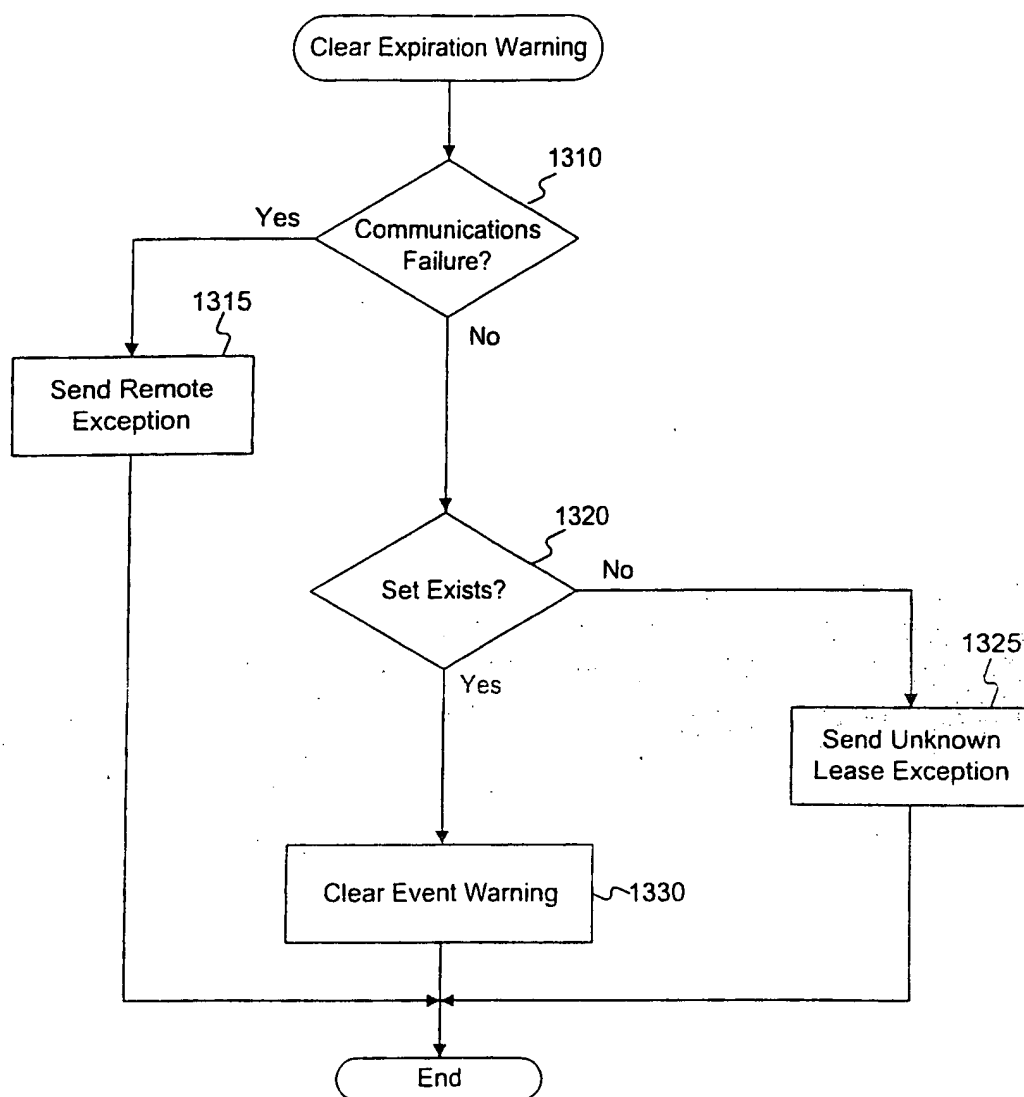 Clear Expiration Warning
1310
Communications
Failure?
Yes
No
1315
Send Remote
Exception
1320
Set Exists?
No
Yes
1325
Send Unknown
Lease Exception
Clear Event Warning
1330
End